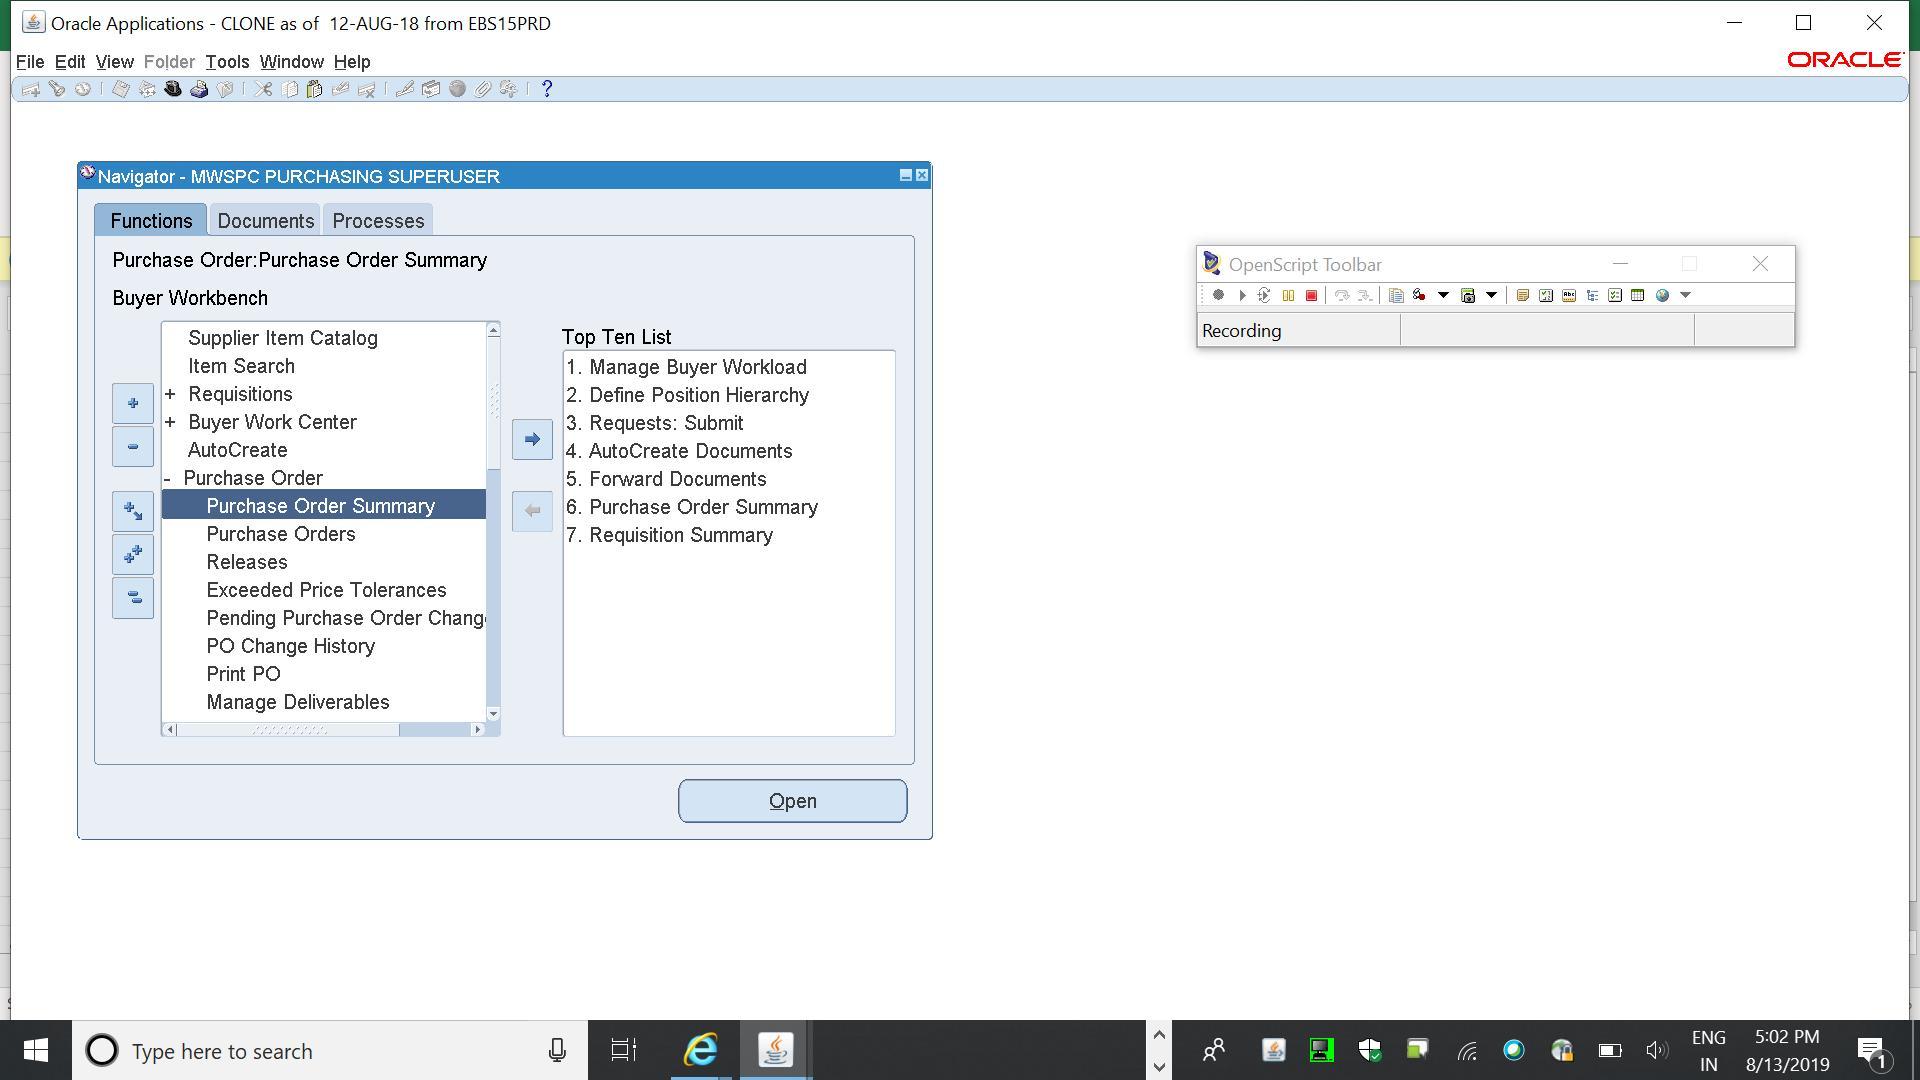 Oracle Applications - CLONE as of 12-AUG-18 from EBS15PRD
File Edit View Folder Tools Window Help
ORACLE
Navigator - MWSPC PURCHASING SUPERUSER
Functions Documents Processes
Purchase Order:Purchase Order Summary
Buyer Workbench
Supplier Item Catalog
Item Search
+ Requisitions
+ Buyer Work Center
AutoCreate
- Purchase Order
Purchase Order Summary
Purchase Orders
Releases
Exceeded Price Tolerances
Pending Purchase Order Chang
PO Change History
Print PO
Manage Deliverables
Top Ten List
1. Manage Buyer Workload
2. Define Position Hierarchy
3. Requests: Submit
4. AutoCreate Documents
5. Forward Documents
6. Purchase Order Summary
7. Requisition Summary
Open
OpenScript Toolbar
Recording
Type here to search
ENG
IN
5:02 PM
8/13/2019
1